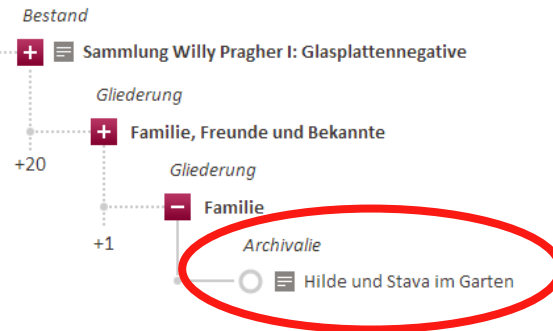 Bestand
Sammlung Willy Pragher I: Glasplattennegative
Gliederung
Familie, Freunde und Bekannte
+20
Gliederung
Familie
+1
Archivalie
Hilde und Stava im Garten